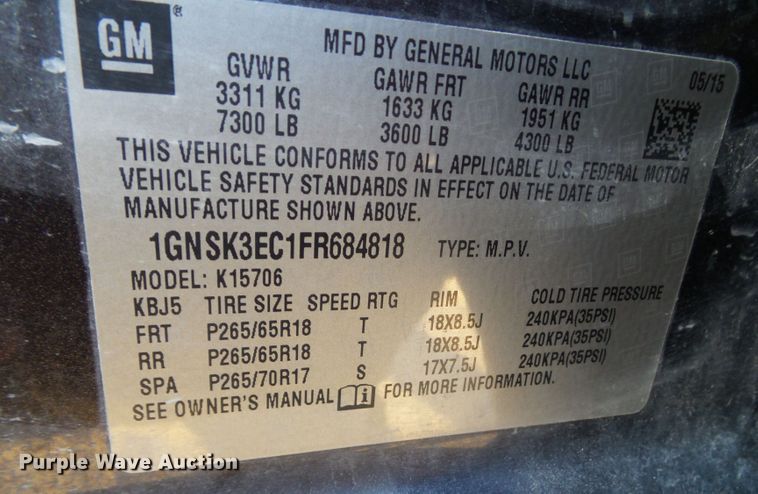 GM
MFD BY GENERAL MOTORS LLC
05/15
GVWR GAWR FRT GAWR RR
3311 KG 1633 KG 1951 KG
7300 LB 3600 LB 4300 LB
THIS VEHICLE CONFORMS TO ALL APPLICABLE U.S. FEDERAL MOTOR
VEHICLE SAFETY STANDARDS IN EFFECT ON THE DATE OF
MANUFACTURE SHOWN ABOVE.
1GNSK3EC1FR684818 TYPE: M.P.V.
MODEL: K15706
KBJ5 TIRE SIZE SPEED RTG RIM COLD TIRE PRESSURE
FRT P265/65R18 T 18X8.5J 240KPA(35PSI)
RR P265/65R18 T 18X8.5J 240KPA(35PSI)
SPA P265/70R17 S 17X7.5J 240KPA(35PSI)
SEE OWNER'S MANUAL FOR MORE INFORMATION.
Purple Wave Auction